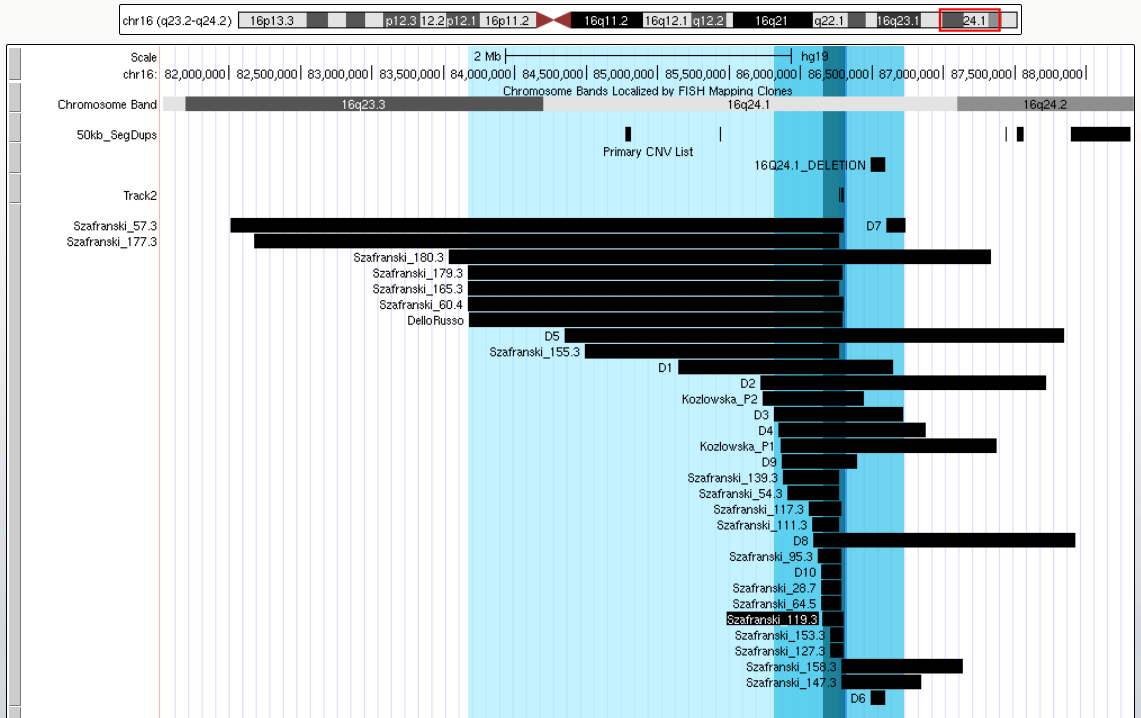 chr16 (q23.2-q24.2) 16p13.3 p12.3 12.2 p12.1 16p11.2 16q11.2 16q12.1 q12.2 16q21 q22.1 16q23.1 24.1
Scale 2 Mb hg19
chr16: 82,000,000 82,500,000 83,000,000 83,500,000 84,000,000 84,500,000 85,000,000 85,500,000 86,000,000 86,500,000 87,000,000 87,500,000 88,000,000
Chromosome Bands Localized by FISH Mapping Clones
Chromosome Band 16q23.3 16q24.1 16q24.2
50kb_SegDups
Primary CNV List
16Q24.1_DELETION
Track2
Szafranski_57.3 D7
Szafranski_177.3
Szafranski_180.3
Szafranski_179.3
Szafranski_165.3
Szafranski_60.4
DelloRusso
D5
Szafranski_155.3
D1
D2
Kozlowska_P2
D3
D4
Kozlowska_P1
D9
Szafranski_139.3
Szafranski_54.3
Szafranski_117.3
Szafranski_111.3
D8
Szafranski_95.3
D10
Szafranski_28.7
Szafranski_64.5
Szafranski_119.3
Szafranski_153.3
Szafranski_127.3
Szafranski_158.3
Szafranski_147.3
D6